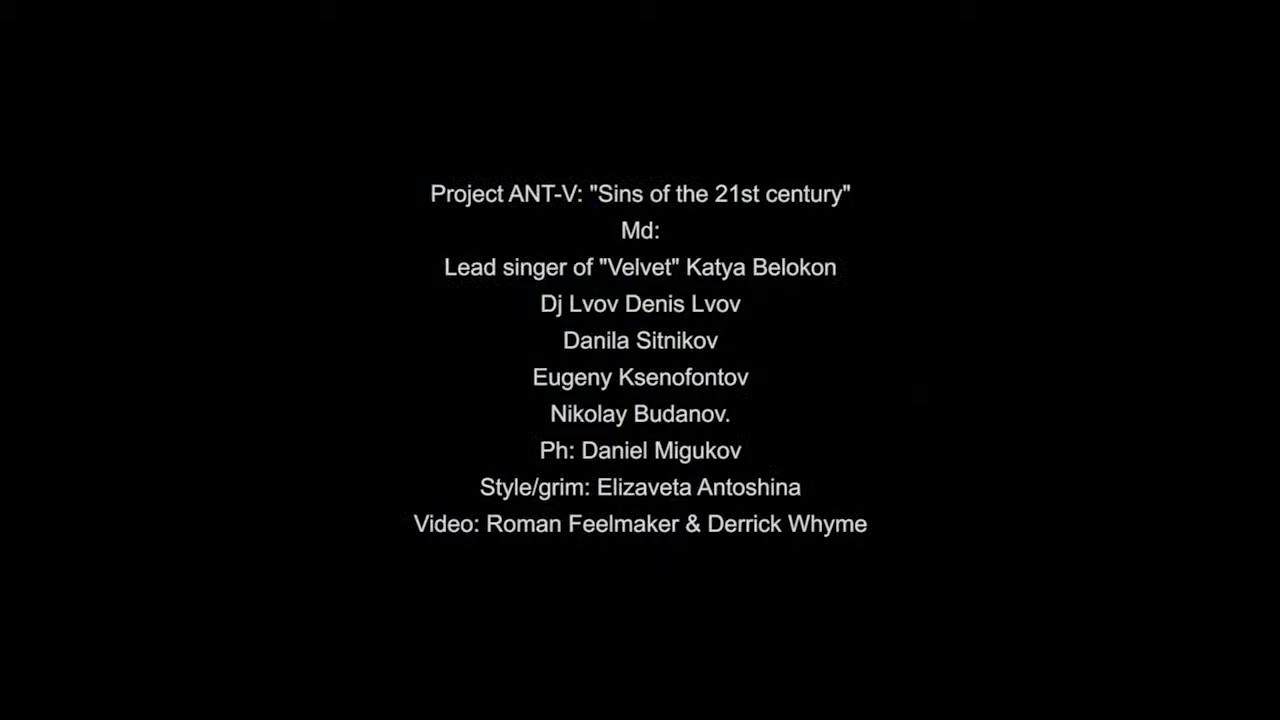 Project ANT-V: "Sins of the 21st century"
Md:
Lead singer of "Velvet" Katya Belokon
Dj Lvov Denis Lvov
Danila Sitnikov
Eugeny Ksenofontov
Nikolay Budanov.
Ph: Daniel Migukov
Style/grim: Elizaveta Antoshina
Video: Roman Feelmaker & Derrick Whyme